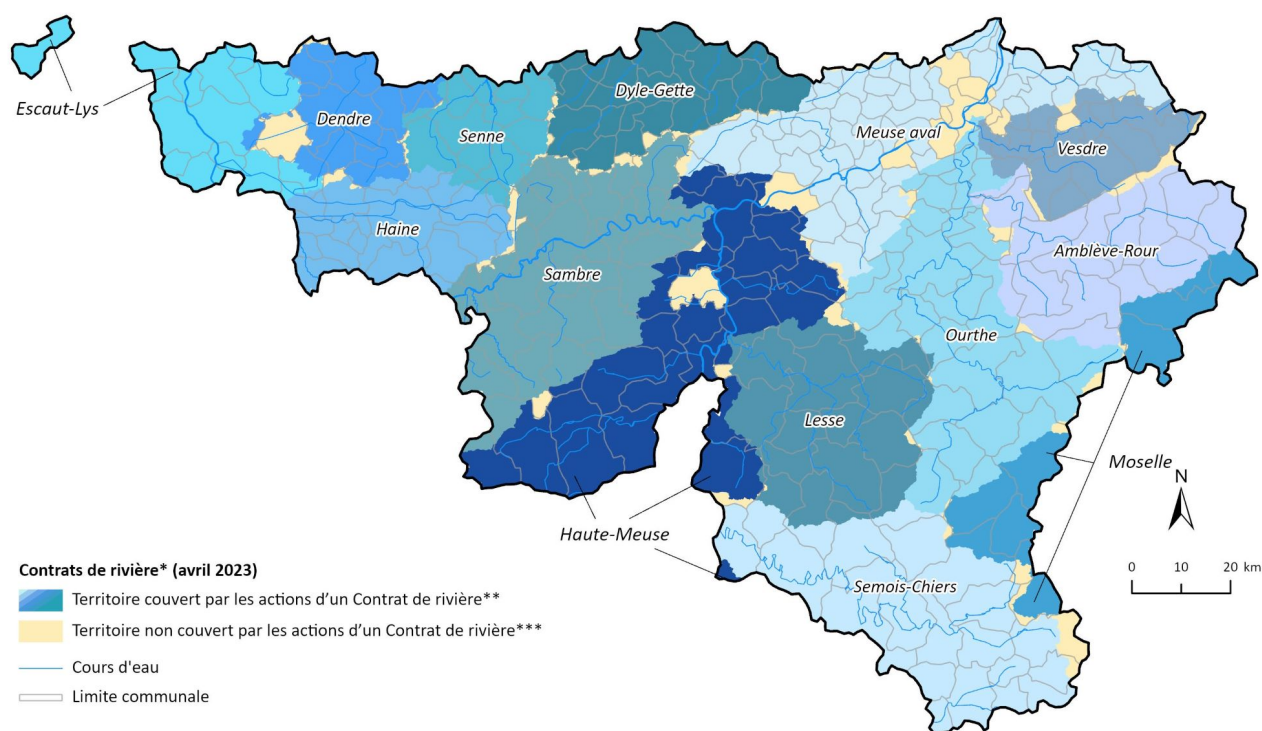 Escaut-Lys
Dendre
Senne
Dyle-Gette
Meuse aval
Vesdre
Haine
Sambre
Amblève-Rour
Ourthe
Lesse
Moselle
Haute-Meuse
Semois-Chiers
N
0 10 20 km
Contrats de rivière* (avril 2023)
Territoire couvert par les actions d'un Contrat de rivière**
Territoire non couvert par les actions d'un Contrat de rivière***
Cours d'eau
Limite communale